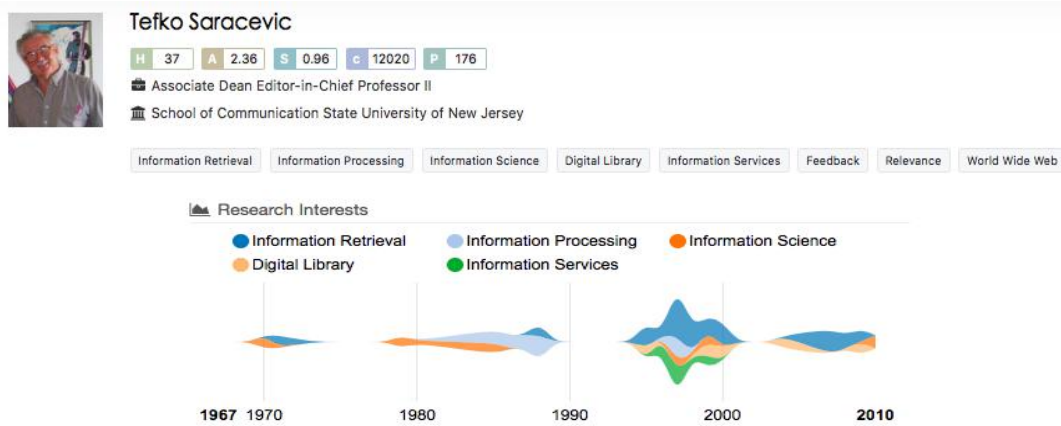 Tefko Saracevic
H 37 A 2.36 S 0.96 c 12020 P 176
Associate Dean Editor-in-Chief Professor II
School of Communication State University of New Jersey
Information Retrieval Information Processing Information Science Digital Library Information Services Feedback Relevance World Wide Web
Research Interests
Information Retrieval Information Processing Information Science
Digital Library Information Services
1967 1970 1980 1990 2000 2010